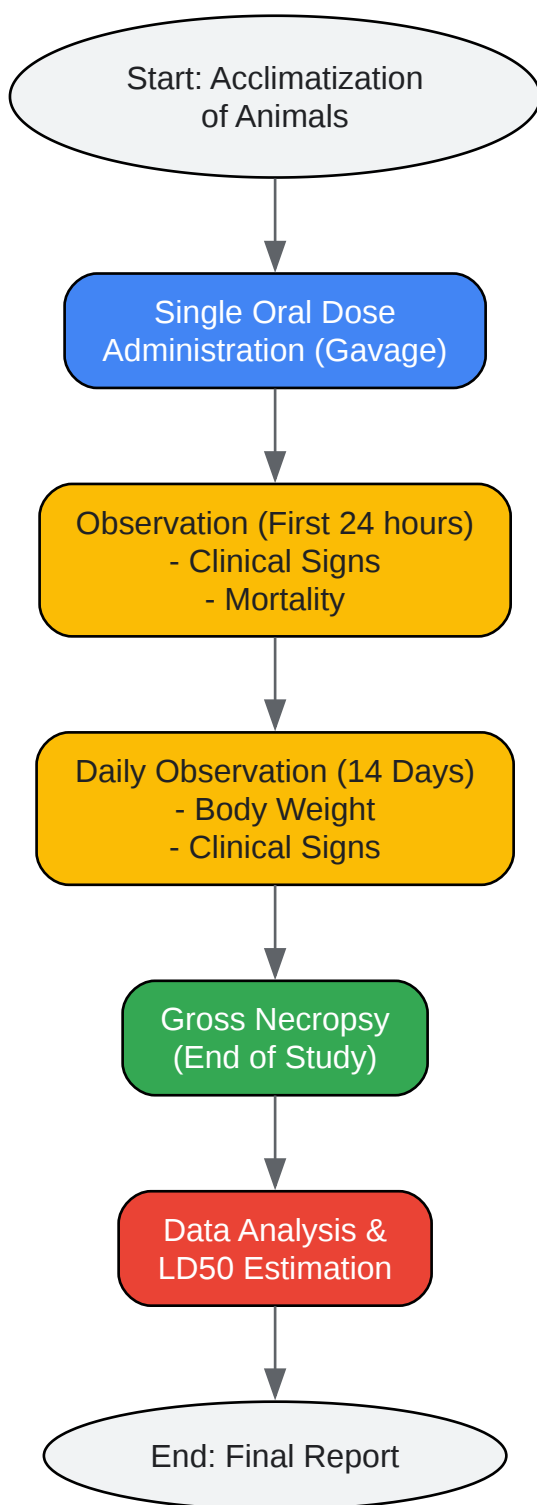 Start: Acclimatization
of Animals
Single Oral Dose
Administration (Gavage)
Observation (First 24 hours)
- Clinical Signs
- Mortality
Daily Observation (14 Days)
- Body Weight
- Clinical Signs
Gross Necropsy
(End of Study)
Data Analysis &
LD50 Estimation
End: Final Report